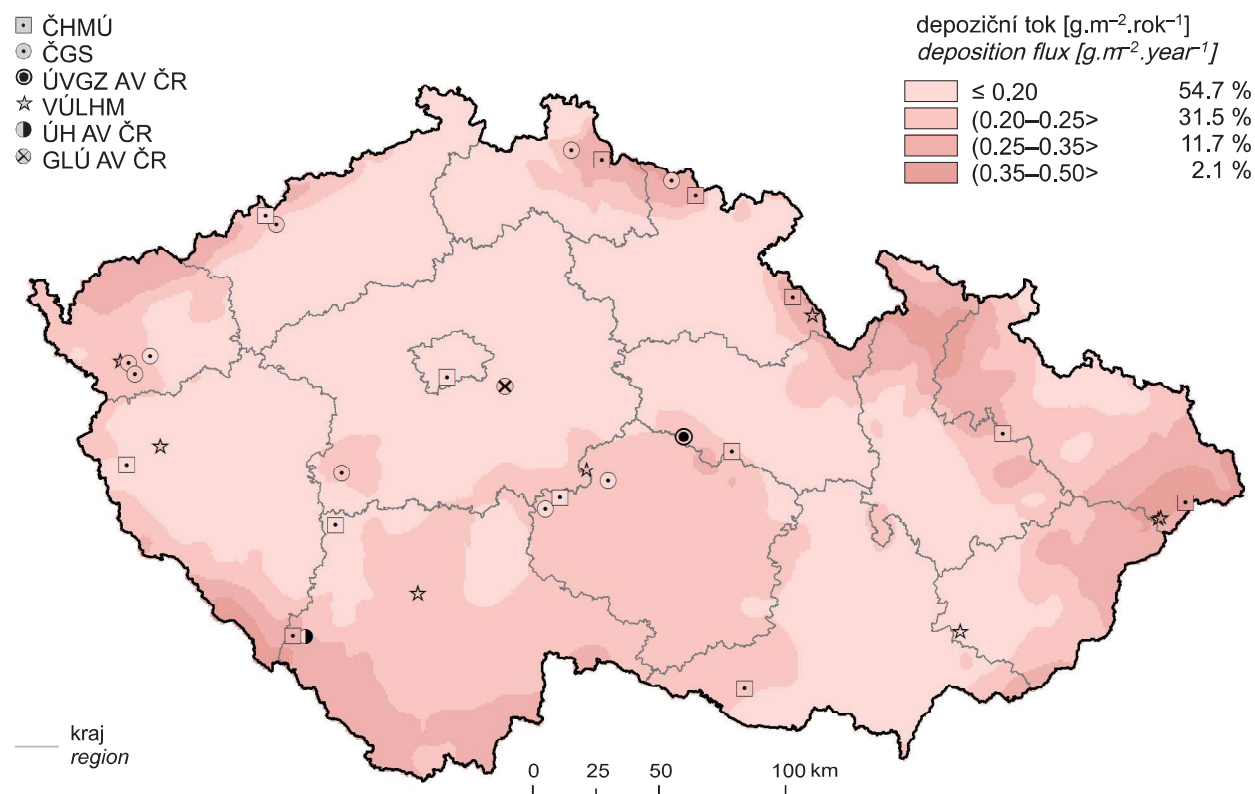 ČHMÚ
ČGS
ÚVGZ AV ČR
VÚLHM
ÚH AV ČR
GLÚ AV ČR
depoziční tok [g.m⁻².rok⁻¹]
deposition flux [g.m⁻².year⁻¹]
≤ 0.20 54.7 %
(0.20–0.25> 31.5 %
(0.25–0.35> 11.7 %
(0.35–0.50> 2.1 %
kraj
region
0 25 50 100 km